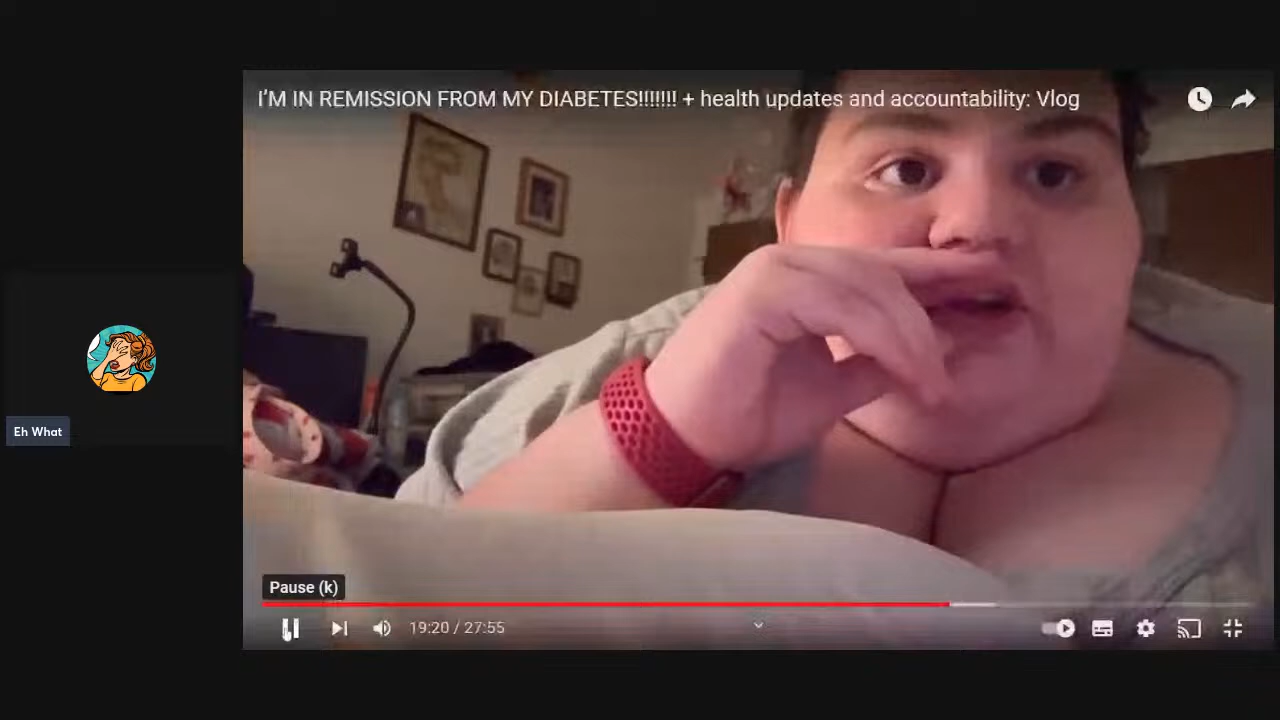 I'M IN REMISSION FROM MY DIABETES!!!!!!! + health updates and accountability: Vlog
Eh What
Pause (k)
19:20 / 27:55